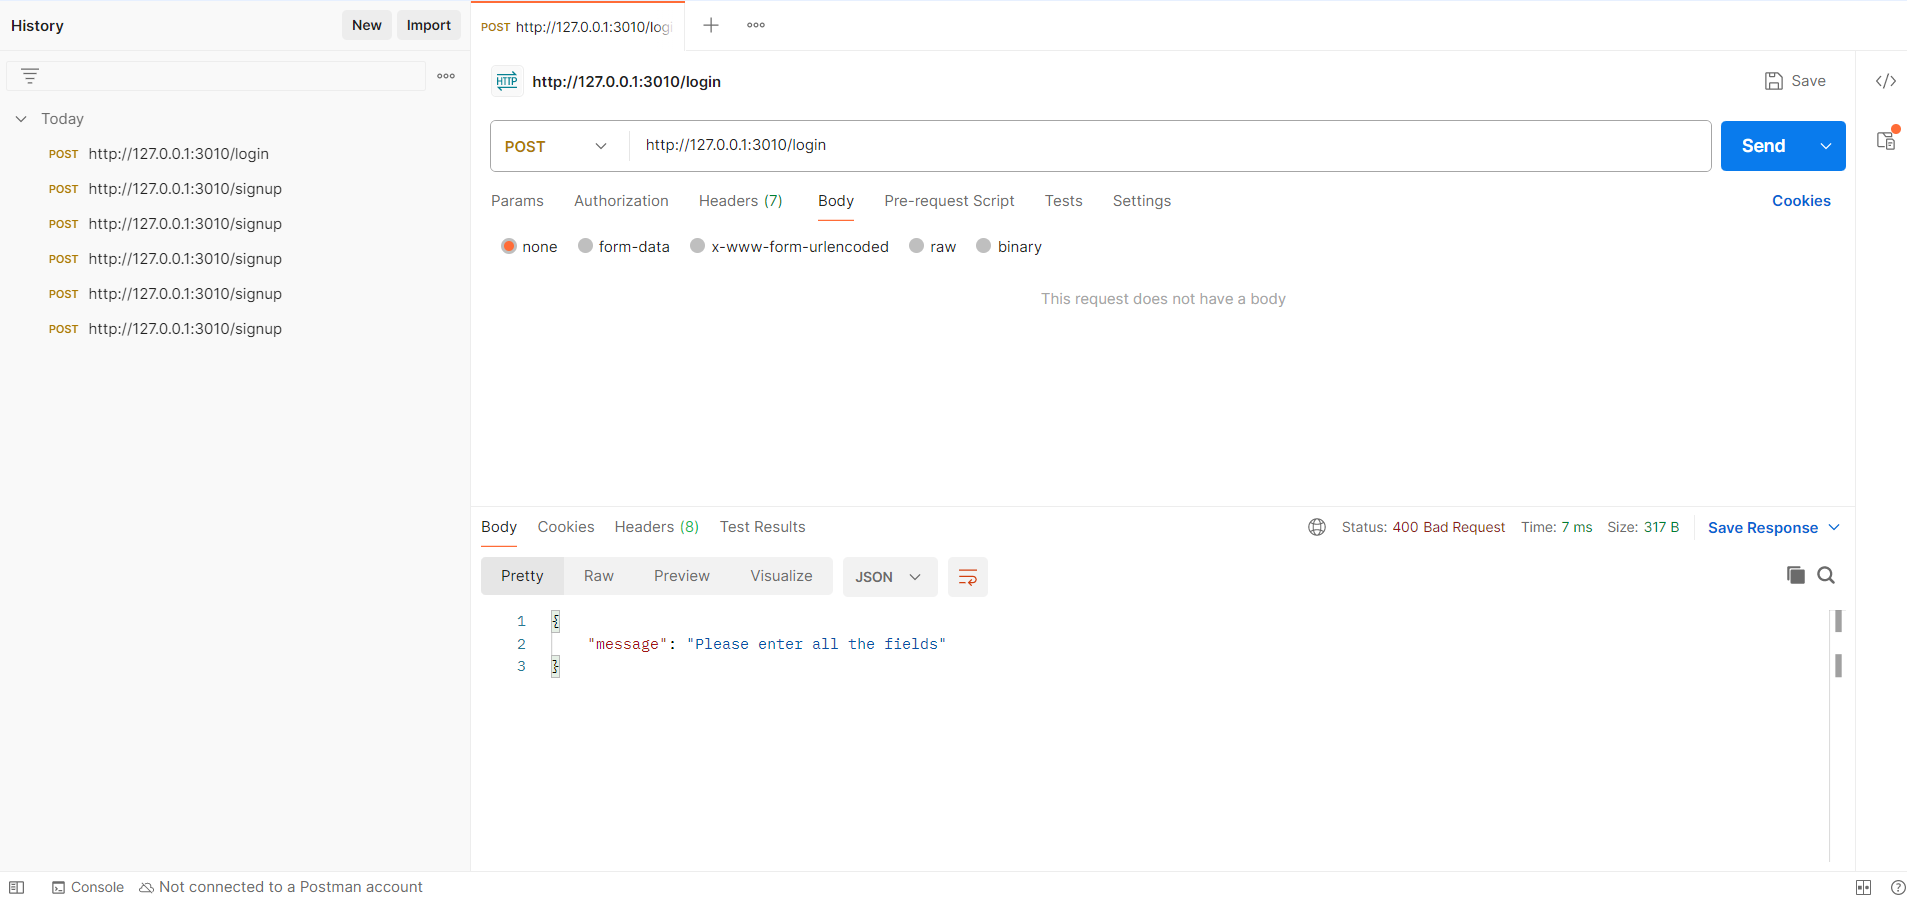 History
New
Import
Today
POST http://127.0.0.1:3010/login
POST http://127.0.0.1:3010/signup
POST http://127.0.0.1:3010/signup
POST http://127.0.0.1:3010/signup
POST http://127.0.0.1:3010/signup
POST http://127.0.0.1:3010/signup
POST http://127.0.0.1:3010/logi
HTTP http://127.0.0.1:3010/login
Save
</>
POST http://127.0.0.1:3010/login
Send
Params Authorization Headers (7) Body Pre-request Script Tests Settings Cookies
none form-data x-www-form-urlencoded raw binary
This request does not have a body
Body Cookies Headers (8) Test Results
Status: 400 Bad Request Time: 7 ms Size: 317 B Save Response
Pretty Raw Preview Visualize JSON
1 {
2 "message": "Please enter all the fields"
3 }
Console Not connected to a Postman account
?